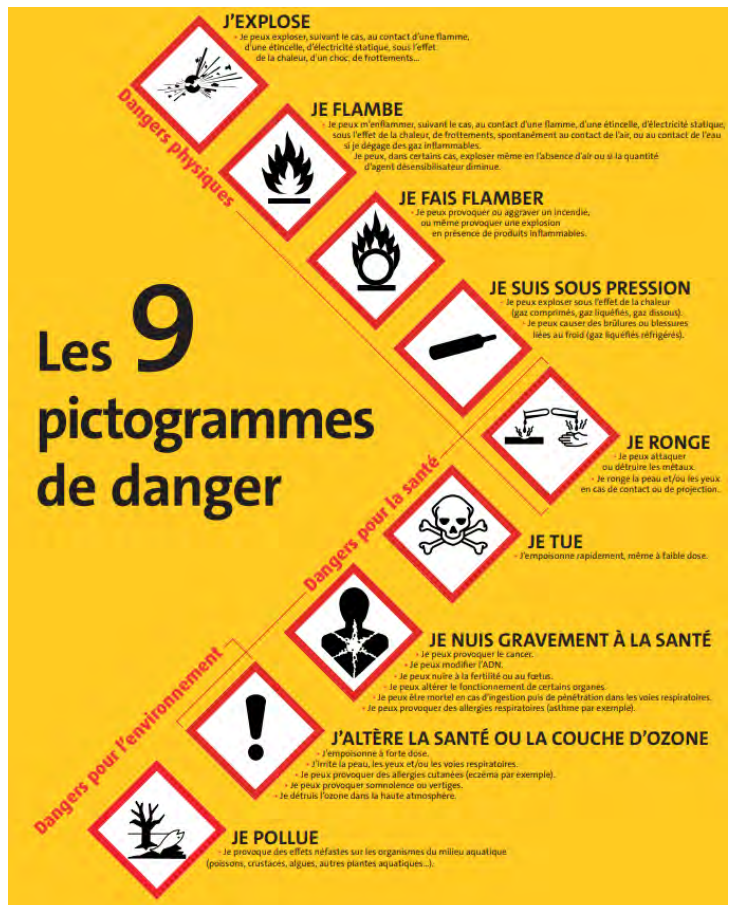 J'EXPLOSE
- Je peux exploser, suivant le cas, au contact d'une flamme,
d'une étincelle, d'électricité statique, sous l'effet
de la chaleur, d'un choc, de frottements...
Dangers physiques
JE FLAMBE
- Je peux m'enflammer, suivant le cas, au contact d'une flamme, d'une étincelle, d'électricité statique,
sous l'effet de la chaleur, de frottements, spontanément au contact de l'air, ou au contact de l'eau
si je dégage des gaz inflammables.
Je peux, dans certains cas, exploser même en l'absence d'air ou si la quantité
d'agent désensibilisateur diminue.
JE FAIS FLAMBER
- Je peux provoquer ou aggraver un incendie,
ou même provoquer une explosion
en présence de produits inflammables.
JE SUIS SOUS PRESSION
- Je peux exploser sous l'effet de la chaleur
(gaz comprimés, gaz liquéfiés, gaz dissous).
- Je peux causer des brûlures ou blessures
liées au froid (gaz liquéfiés réfrigérés).
Les 9
pictogrammes
de danger
JE RONGE
- Je peux attaquer
ou détruire les métaux.
- Je ronge la peau et/ou les yeux
en cas de contact ou de projection.
Dangers pour la santé
JE TUE
- J'empoisonne rapidement, même à faible dose.
JE NUIS GRAVEMENT À LA SANTÉ
- Je peux provoquer le cancer.
- Je peux modifier l'ADN.
- Je peux nuire à la fertilité ou au fœtus.
- Je peux altérer le fonctionnement de certains organes.
- Je peux être mortel en cas d'ingestion puis de pénétration dans les voies respiratoires.
- Je peux provoquer des allergies respiratoires (asthme par exemple).
Dangers pour l'environnement
J'ALTÈRE LA SANTÉ OU LA COUCHE D'OZONE
- J'empoisonne à forte dose.
- J'irrite la peau, les yeux et/ou les voies respiratoires.
- Je peux provoquer des allergies cutanées (eczéma par exemple).
- Je peux provoquer somnolence ou vertiges.
- Je détruis l'ozone dans la haute atmosphère.
JE POLLUE
- Je provoque des effets néfastes sur les organismes du milieu aquatique
(poissons, crustacés, algues, autres plantes aquatiques...).